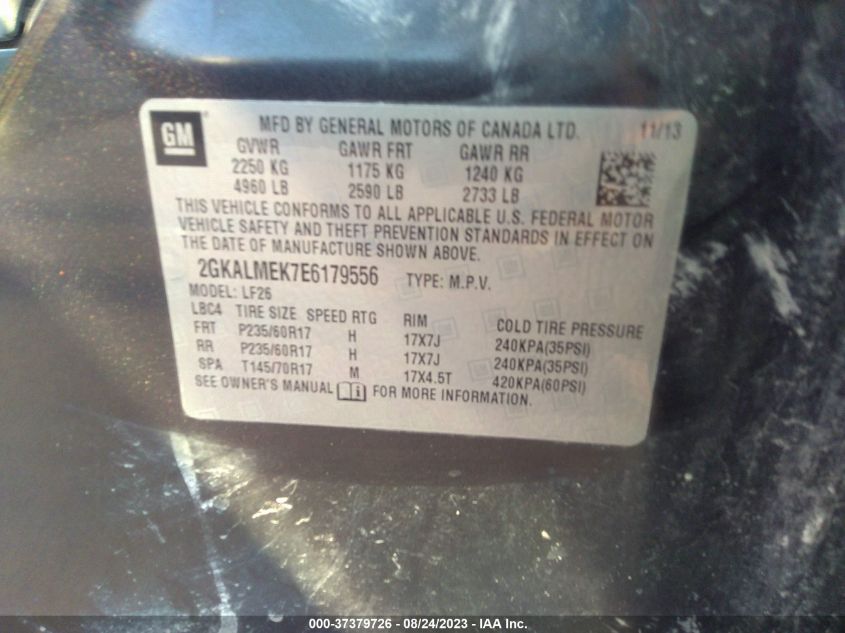 GM MFD BY GENERAL MOTORS OF CANADA LTD. 11/13
GVWR GAWR FRT GAWR RR
2250 KG 1175 KG 1240 KG
4960 LB 2590 LB 2733 LB
THIS VEHICLE CONFORMS TO ALL APPLICABLE U.S. FEDERAL MOTOR
VEHICLE SAFETY AND THEFT PREVENTION STANDARDS IN EFFECT ON
THE DATE OF MANUFACTURE SHOWN ABOVE.
2GKALMEK7E6179556 TYPE: M.P.V.
MODEL: LF26
LBC4 TIRE SIZE SPEED RTG RIM COLD TIRE PRESSURE
FRT P235/60R17 H 17X7J 240KPA(35PSI)
RR P235/60R17 H 17X7J 240KPA(35PSI)
SPA T145/70R17 M 17X4.5T 420KPA(60PSI)
SEE OWNER'S MANUAL FOR MORE INFORMATION.
000-37379726 - 08/24/2023 - IAA Inc.